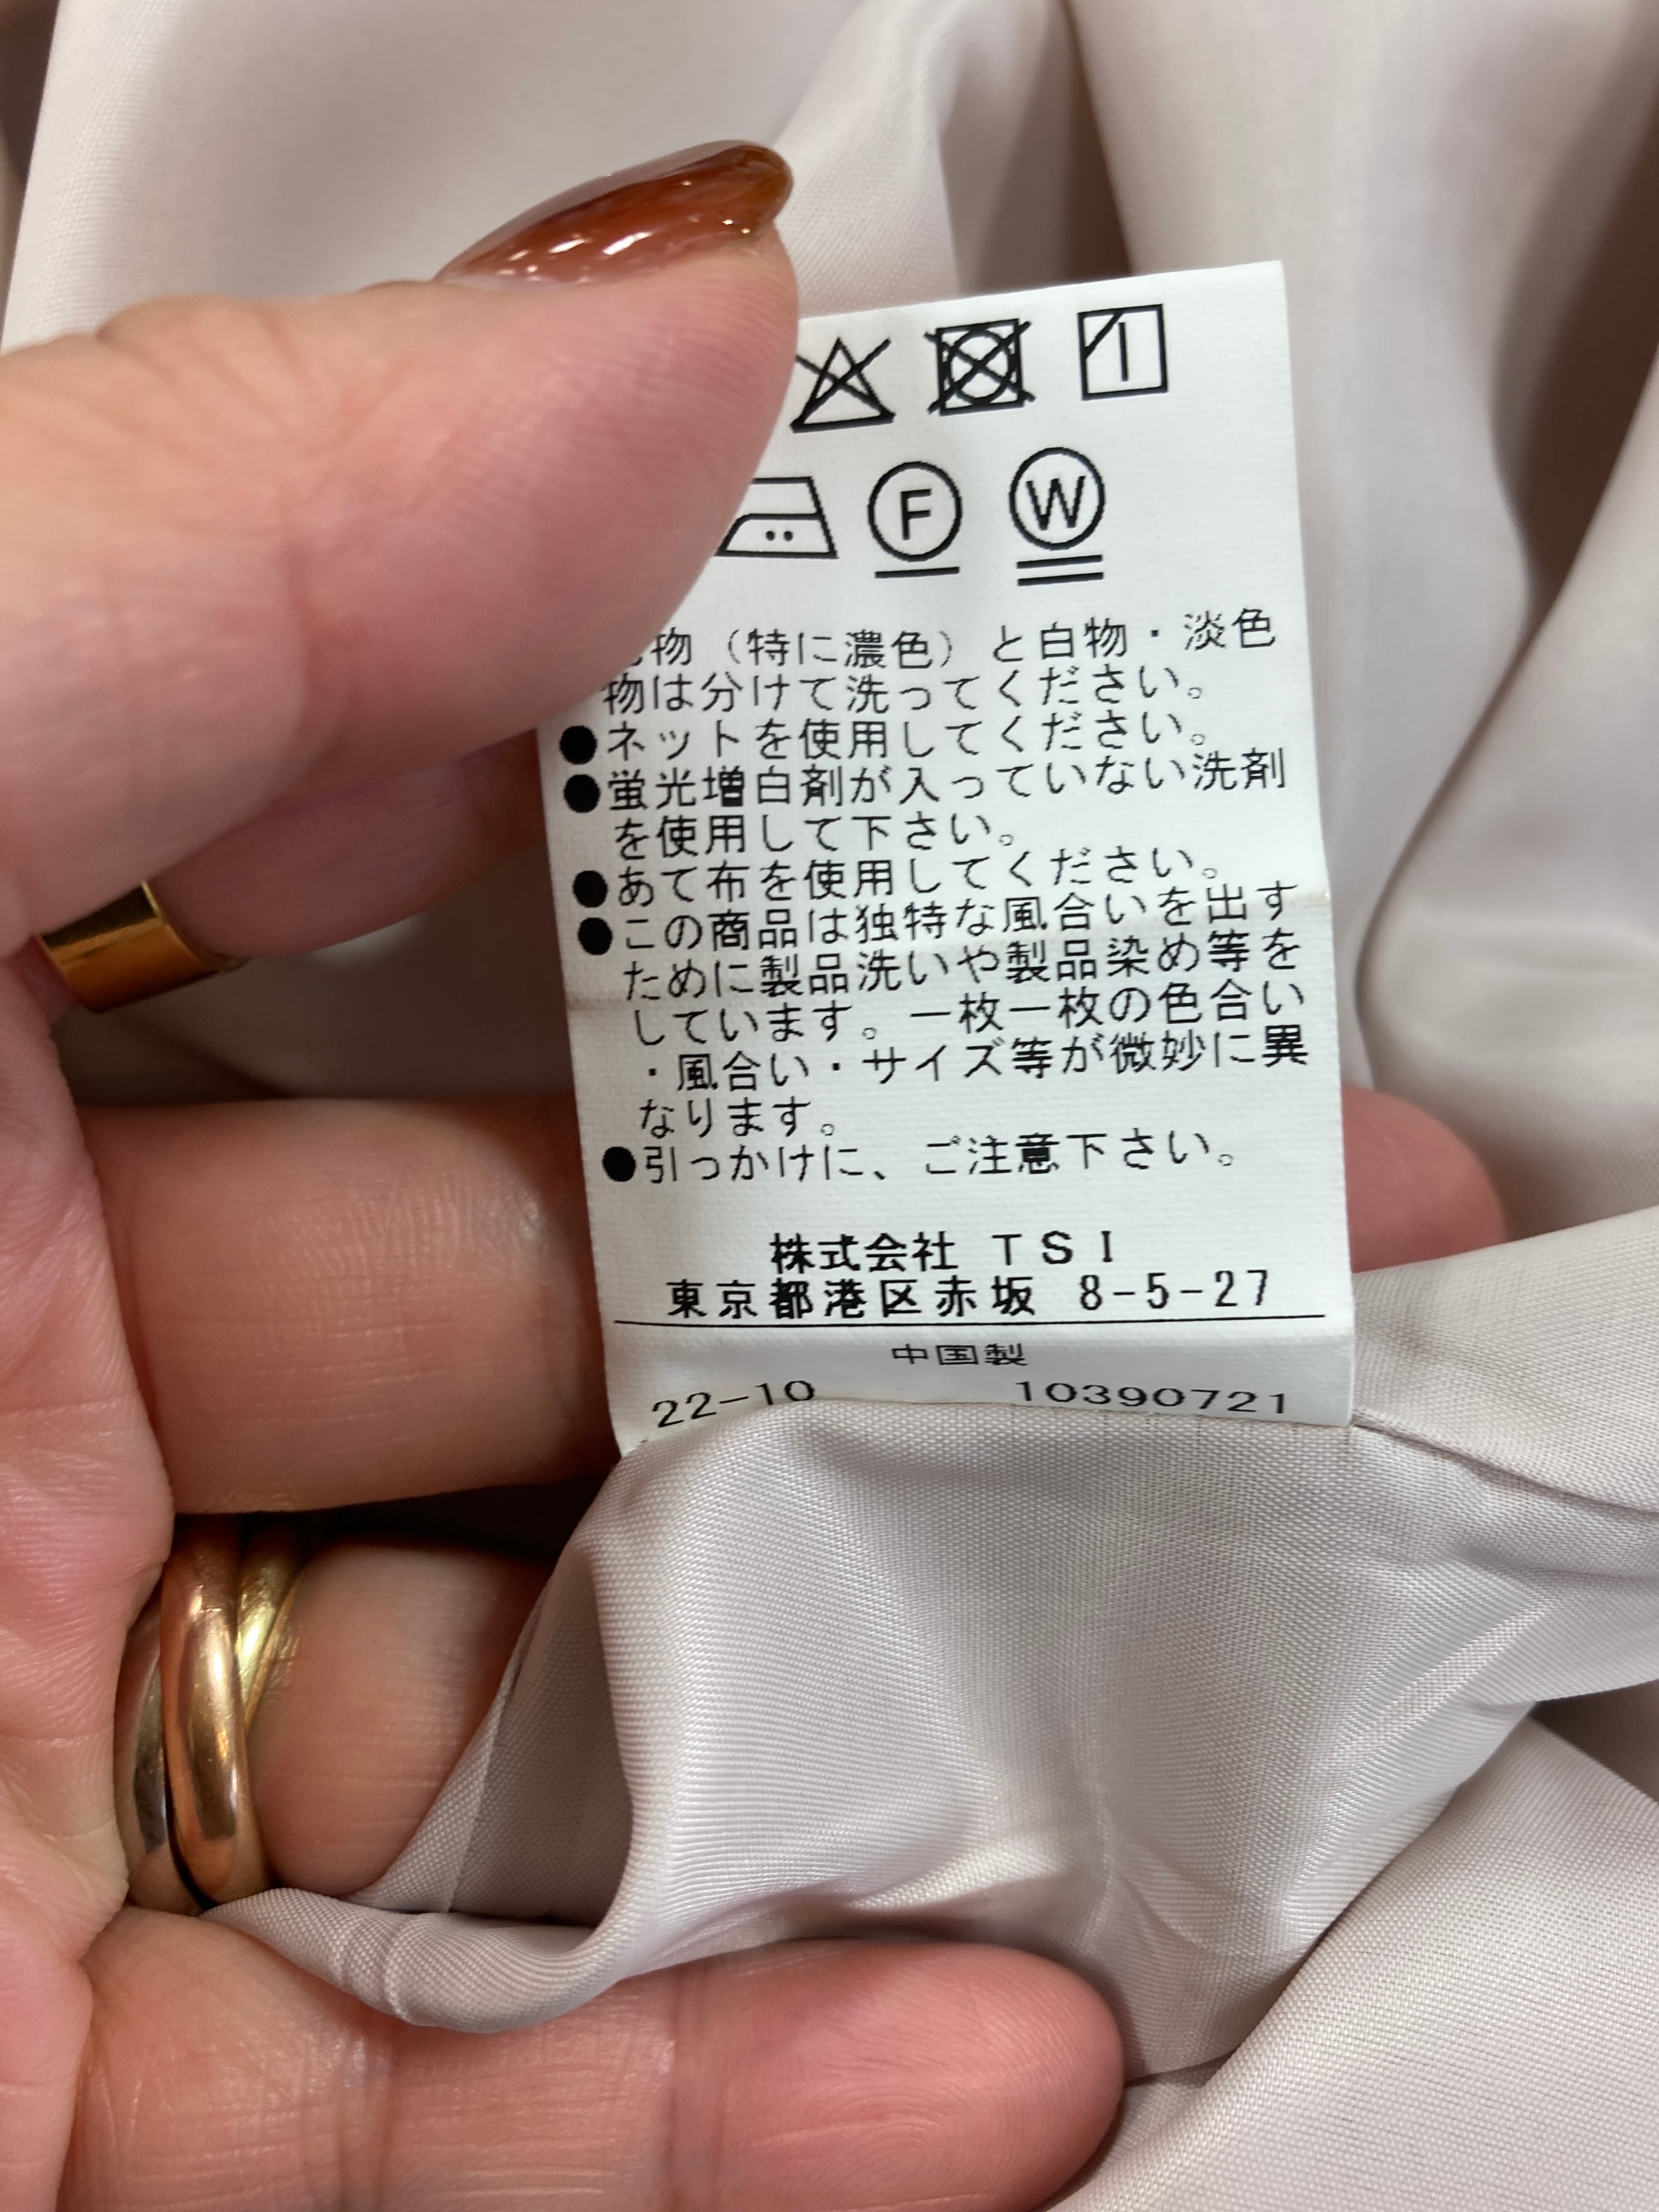 F W
物（特に濃色）と白物・淡色
物は分けて洗ってください。
●ネットを使用してください。
●蛍光増白剤が入っていない洗剤
を使用して下さい。
●あて布を使用してください。
●この商品は独特な風合いを出す
ために製品洗いや製品染め等を
しています。一枚一枚の色合い
・風合い・サイズ等が微妙に異
なります。
●引っかけに、ご注意下さい。
株式会社 TSI
東京都港区赤坂 8-5-27
中国製
22-10 10390721